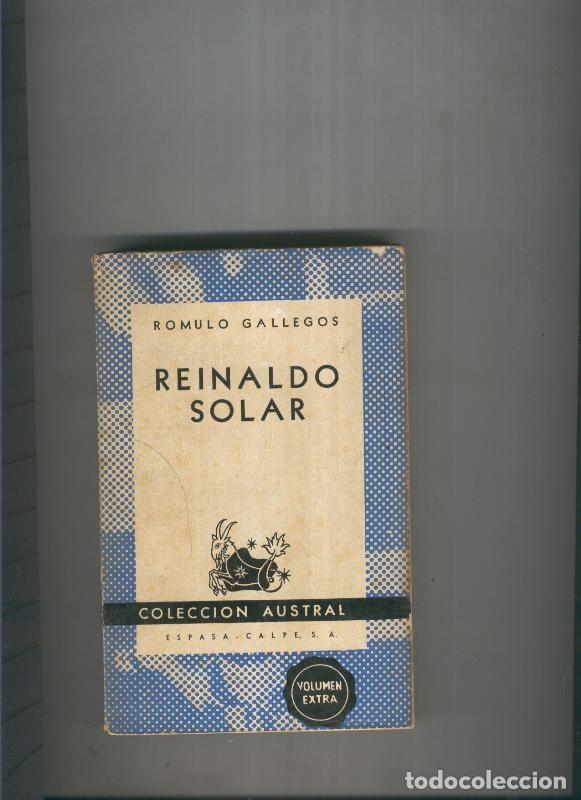 ROMULO GALLEGOS
REINALDO
SOLAR
COLECCION AUSTRAL
ESPASA - CALPE, S. A.
VOLUMEN
EXTRA
todocoleccion